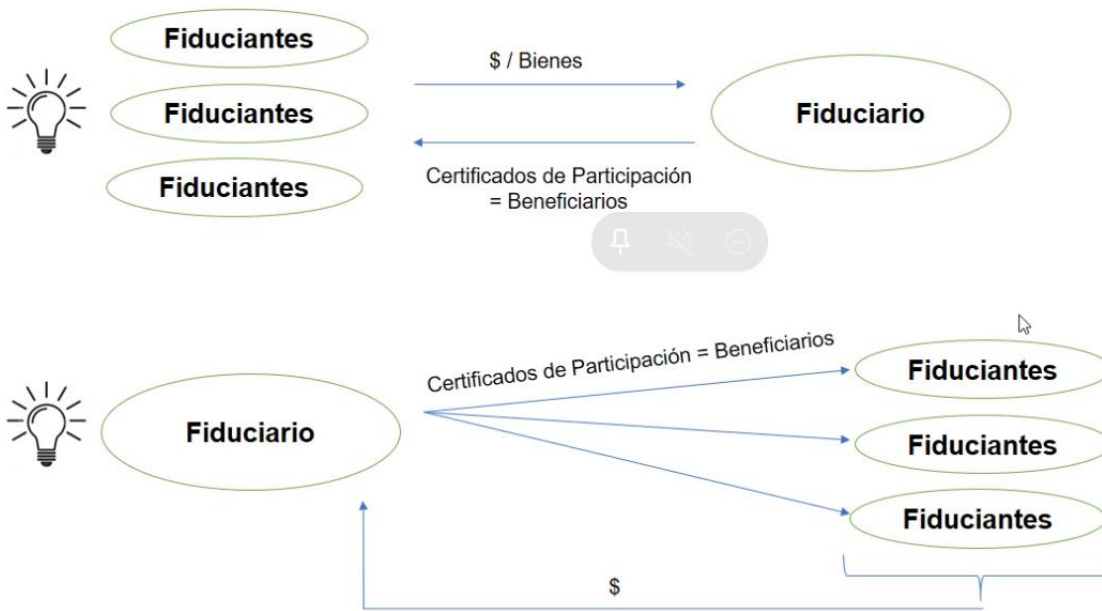 Fiduciantes
$ / Bienes
Fiduciantes
Fiduciario
Fiduciantes
Certificados de Participación
= Beneficiarios
Certificados de Participación = Beneficiarios
Fiduciantes
Fiduciario
Fiduciantes
Fiduciantes
$